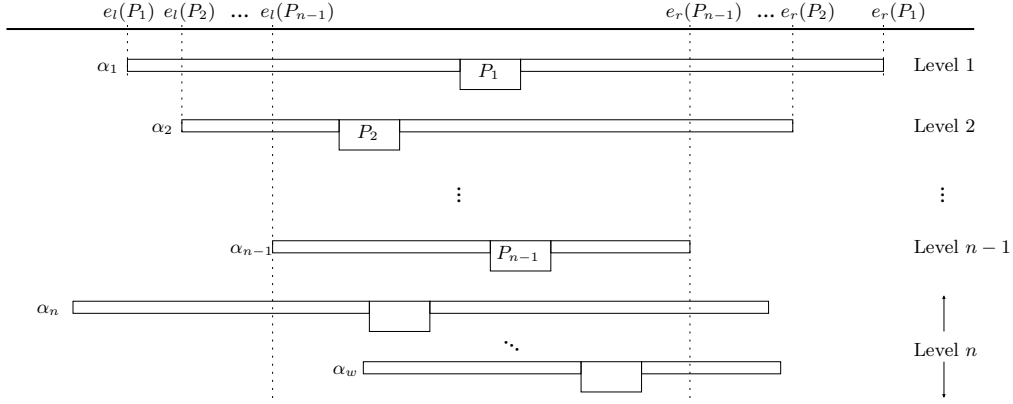 e_l(P_1) e_l(P_2) ... e_l(P_{n-1}) e_r(P_{n-1}) ... e_r(P_2) e_r(P_1)
α_1 P_1 Level 1
α_2 P_2 Level 2
⋮ ⋮
α_{n-1} P_{n-1} Level n − 1
α_n
⋱ Level n
α_w